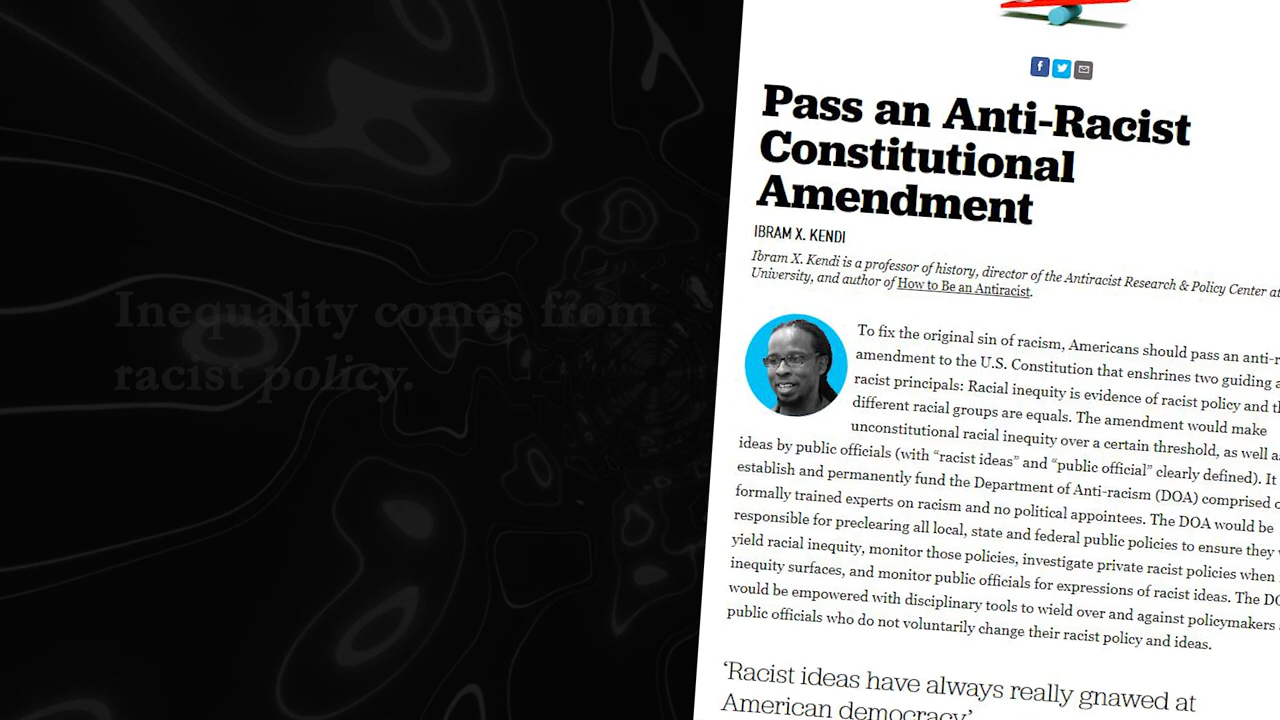 Inequality comes from
racist policy.
Pass an Anti-Racist
Constitutional
Amendment
IBRAM X. KENDI
Ibram X. Kendi is a professor of history, director of the Antiracist Research & Policy Center at
University, and author of How to Be an Antiracist.
To fix the original sin of racism, Americans should pass an anti-r
amendment to the U.S. Constitution that enshrines two guiding a
racist principals: Racial inequity is evidence of racist policy and th
different racial groups are equals. The amendment would make
unconstitutional racial inequity over a certain threshold, as well as
ideas by public officials (with “racist ideas” and “public official” clearly defined). It
establish and permanently fund the Department of Anti-racism (DOA) comprised o
formally trained experts on racism and no political appointees. The DOA would be
responsible for preclearing all local, state and federal public policies to ensure they
yield racial inequity, monitor those policies, investigate private racist policies when
inequity surfaces, and monitor public officials for expressions of racist ideas. The DO
would be empowered with disciplinary tools to wield over and against policymakers
public officials who do not voluntarily change their racist policy and ideas.
‘Racist ideas have always really gnawed at
American democracy’